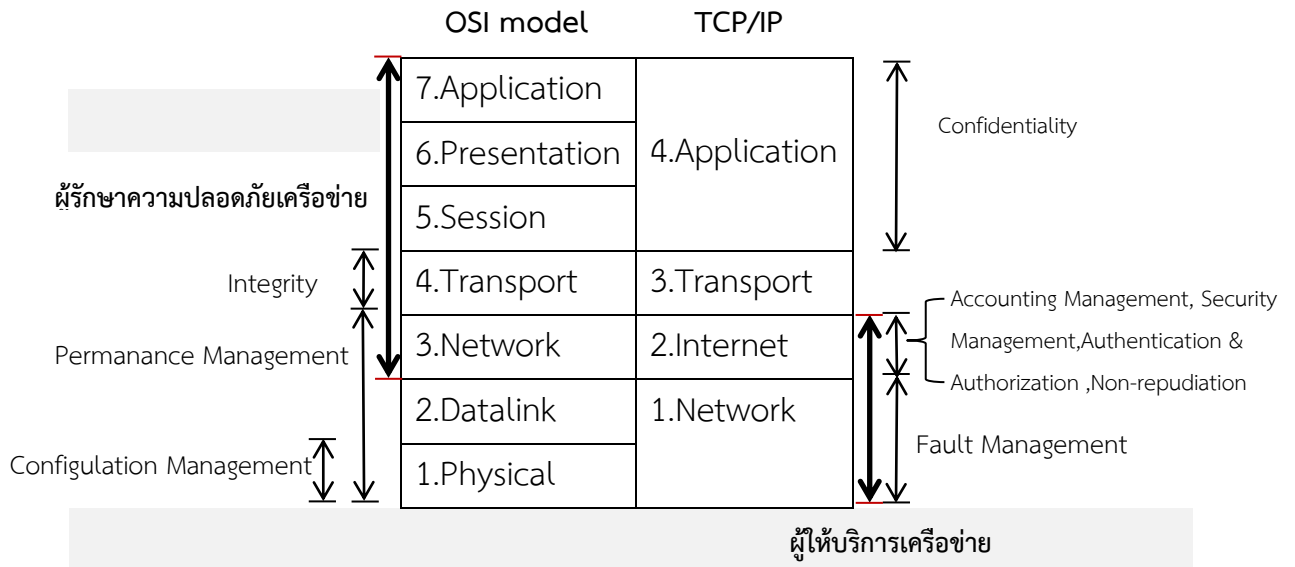 OSI model
TCP/IP
7.Application
6.Presentation
4.Application
Confidentiality
ผู้รักษาความปลอดภัยเครือข่าย
5.Session
Integrity
4.Transport
3.Transport
Accounting Management, Security
Management,Authentication &
Authorization ,Non-repudiation
Permanance Management
3.Network
2.Internet
2.Datalink
1.Network
Fault Management
Configulation Management
1.Physical
ผู้ให้บริการเครือข่าย